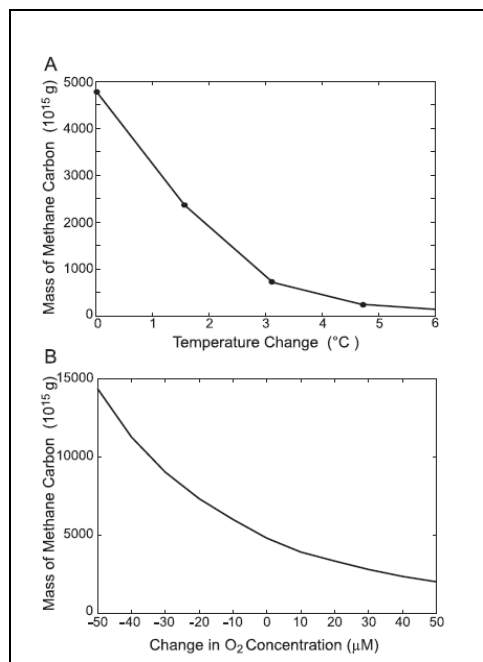 A
5000
4000
3000
2000
1000
0
0 1 2 3 4 5 6
Mass of Methane Carbon (10¹⁵ g)
Temperature Change (°C )
B
15000
10000
5000
0
-50 -40 -30 -20 -10 0 10 20 30 40 50
Mass of Methane Carbon (10¹⁵ g)
Change in O₂ Concentration (μM)